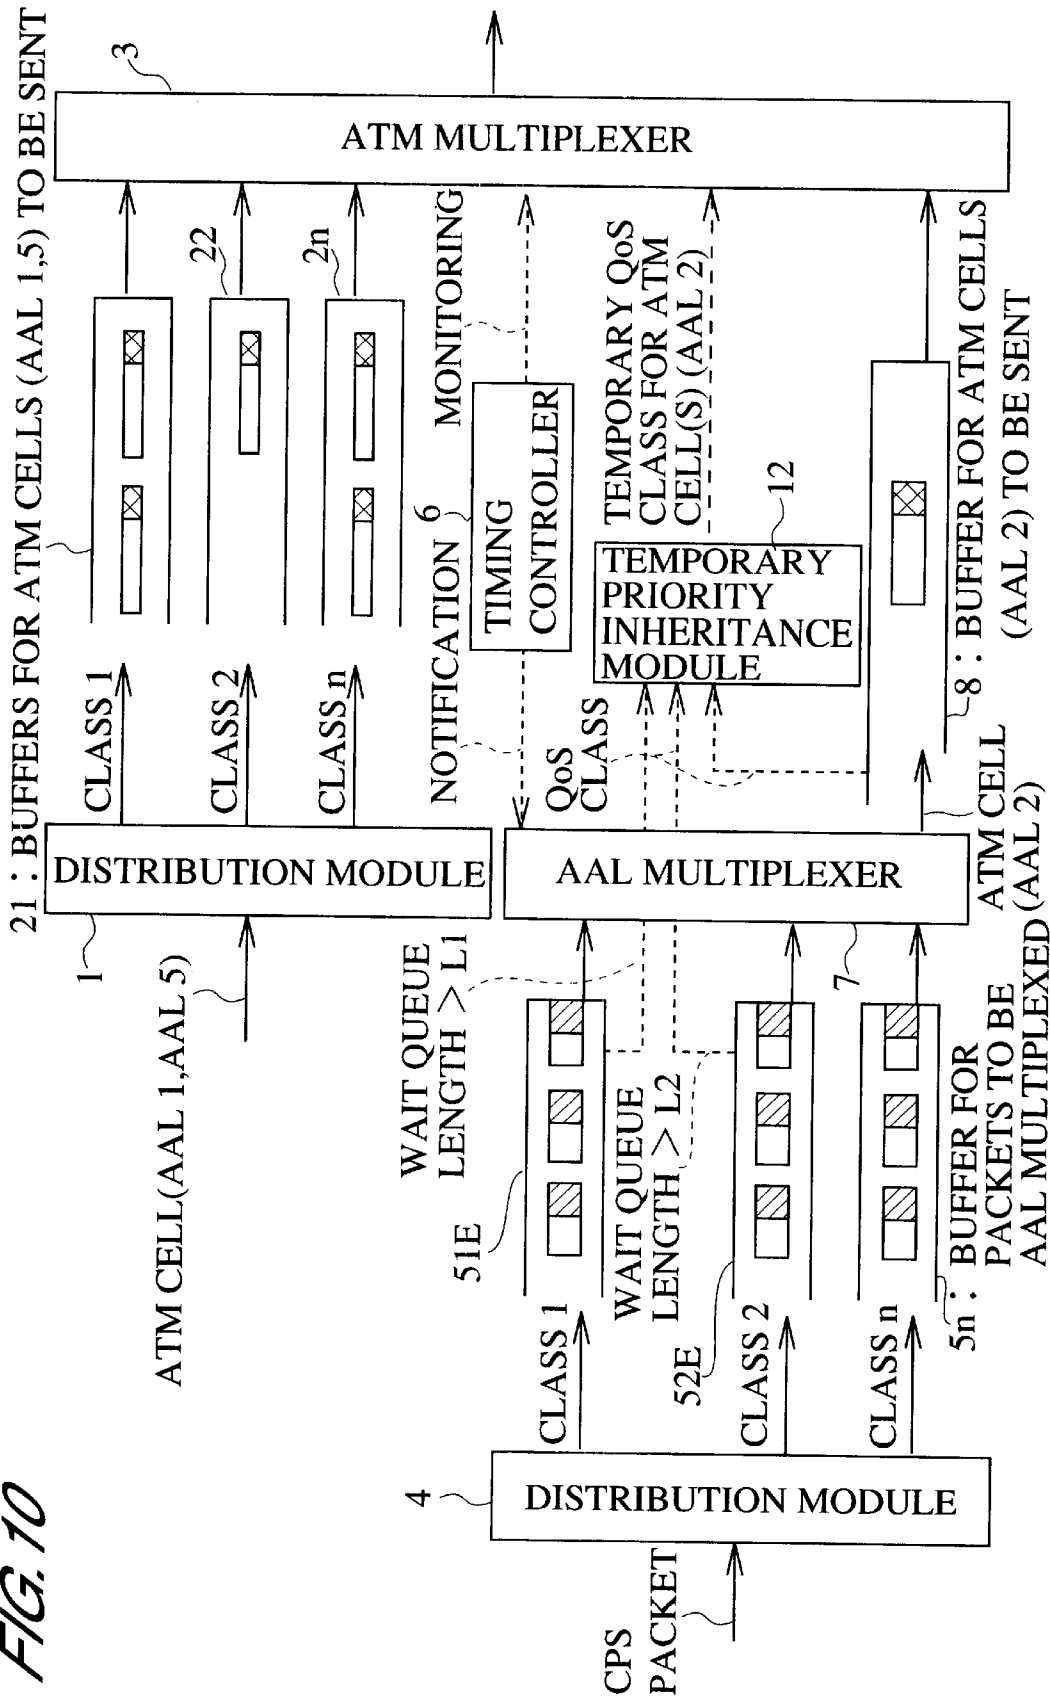 FIG. 10
21 : BUFFERS FOR ATM CELLS (AAL 1,5) TO BE SENT
3
ATM MULTIPLEXER
22
2n
CLASS 1
CLASS 2
CLASS n
DISTRIBUTION MODULE
1
ATM CELL(AAL 1,AAL 5)
MONITORING
NOTIFICATION
6
TIMING
CONTROLLER
TEMPORARY QoS
CLASS FOR ATM
CELL(S) (AAL 2)
12
TEMPORARY
PRIORITY
INHERITANCE
MODULE
QoS
CLASS
AAL MULTIPLEXER
7
8 : BUFFER FOR ATM CELLS
(AAL 2) TO BE SENT
ATM CELL
(AAL 2)
WAIT QUEUE
LENGTH > L1
WAIT QUEUE
LENGTH > L2
51E
52E
5n : BUFFER FOR
PACKETS TO BE
AAL MULTIPLEXED
CLASS 1
CLASS 2
CLASS n
4
DISTRIBUTION MODULE
CPS
PACKET